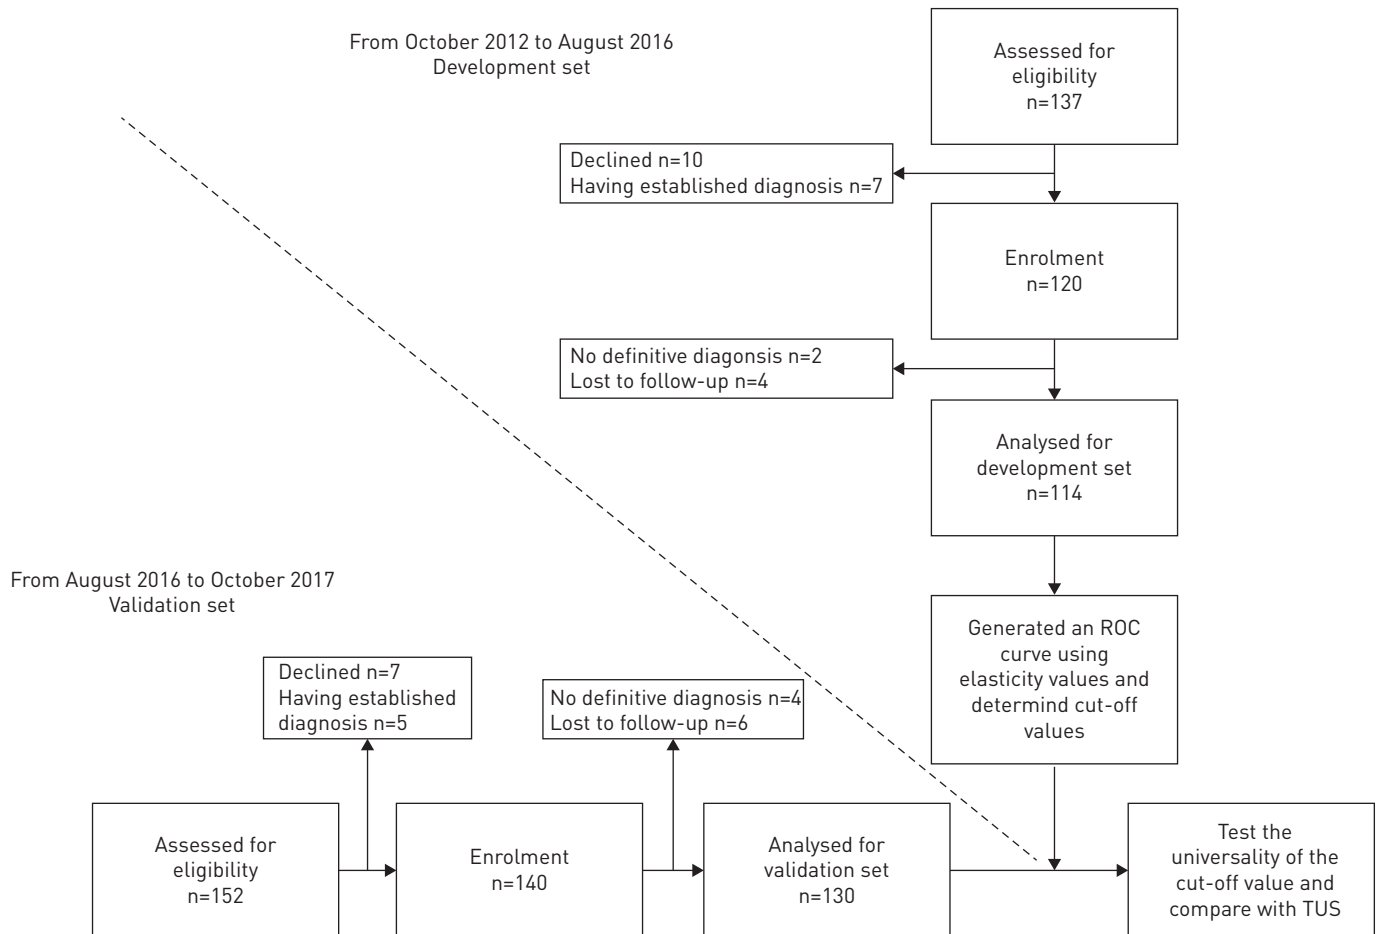 From October 2012 to August 2016
Development set
Assessed for
eligibility
n=137
Declined n=10
Having established diagnosis n=7
Enrolment
n=120
No definitive diagonsis n=2
Lost to follow-up n=4
Analysed for
development set
n=114
From August 2016 to October 2017
Validation set
Generated an ROC
curve using
elasticity values and
determind cut-off
values
Declined n=7
Having established
diagnosis n=5
No definitive diagnosis n=4
Lost to follow-up n=6
Assessed for
eligibility
n=152
Enrolment
n=140
Analysed for
validation set
n=130
Test the
universality of the
cut-off value and
compare with TUS